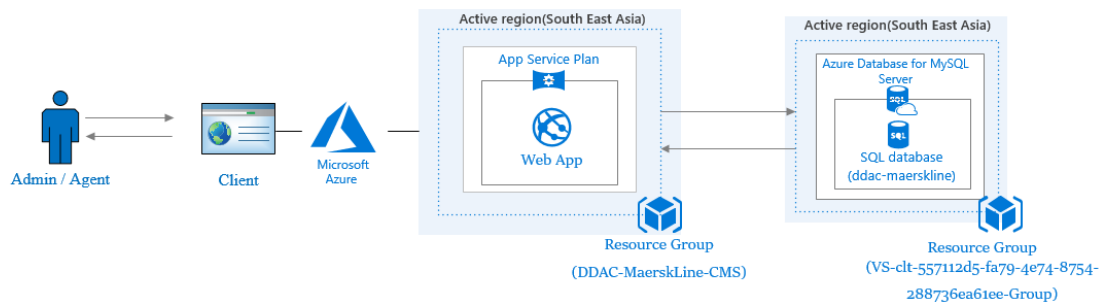 Active region(South East Asia)
App Service Plan
Web App
Admin / Agent
Client
Microsoft
Azure
Resource Group
(DDAC-MaerskLine-CMS)
Active region(South East Asia)
Azure Database for MySQL
Server
SQL
SQL
SQL database
(ddac-maerskline)
Resource Group
(VS-clt-557112d5-fa79-4e74-8754-
288736ea61ee-Group)